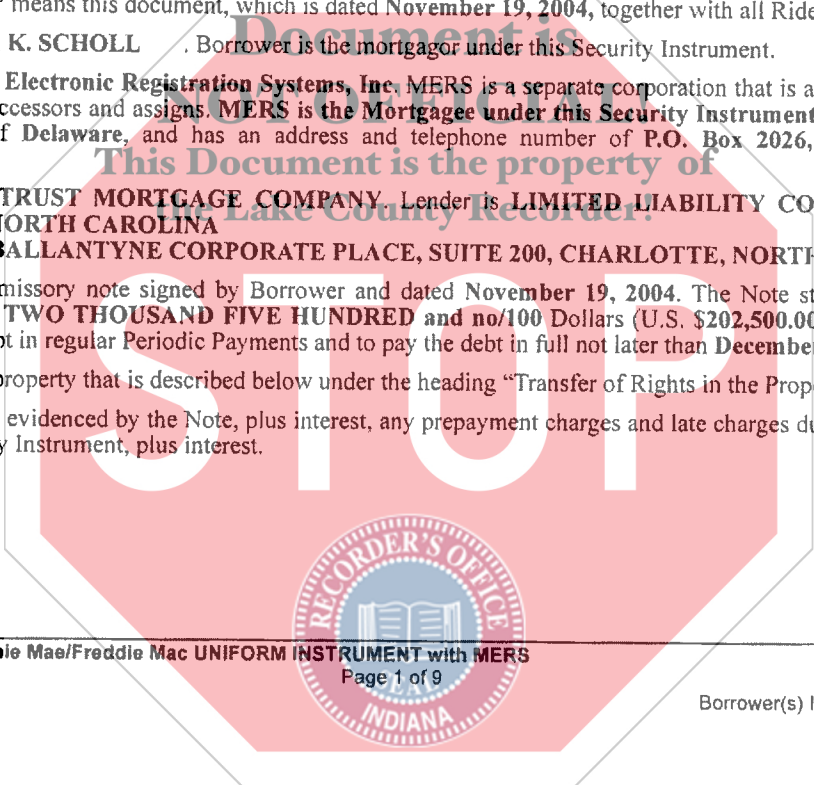 means this document, which is dated November 19, 2004, together with all Ride
K. SCHOLL . Borrower is the mortgagor under this Security Instrument.
Document is
Electronic Registration Systems, Inc. MERS is a separate corporation that is a
NOT OFFICIAL!
ccessors and assigns. MERS is the Mortgagee under this Security Instrument
f Delaware, and has an address and telephone number of P.O. Box 2026,
This Document is the property of
TRUST MORTGAGE COMPANY. Lender is LIMITED LIABILITY CO
the Lake County Recorder!
ORTH CAROLINA
BALLANTYNE CORPORATE PLACE, SUITE 200, CHARLOTTE, NORTH
missory note signed by Borrower and dated November 19, 2004. The Note st
TWO THOUSAND FIVE HUNDRED and no/100 Dollars (U.S. $202,500.00
t in regular Periodic Payments and to pay the debt in full not later than December
property that is described below under the heading “Transfer of Rights in the Prop
evidenced by the Note, plus interest, any prepayment charges and late charges du
y Instrument, plus interest.
STOP
RECORDER'S OFFICE
SEAL
INDIANA
ie Mae/Freddie Mac UNIFORM INSTRUMENT with MERS
Page 1 of 9
Borrower(s) I